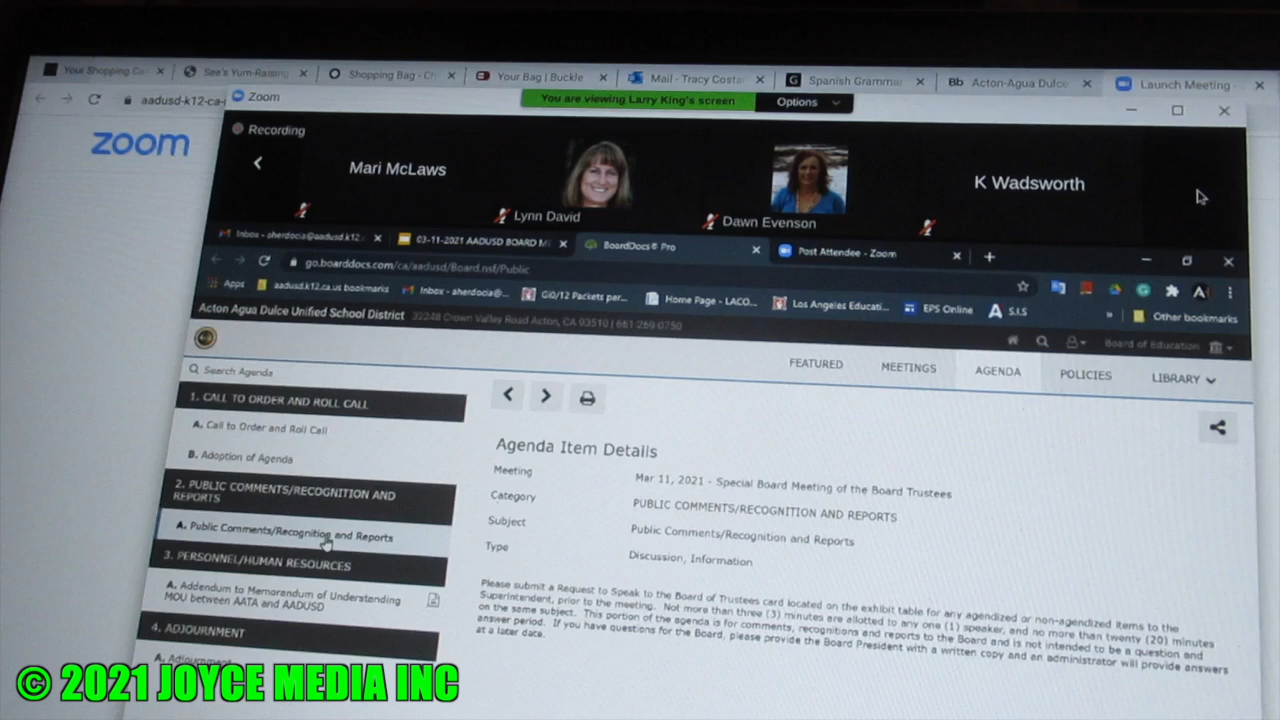 Your Shopping Ca
See's Yum-Raising
Shopping Bag - Ch
Your Bag | Buckle
Mail - Tracy Costa
Spanish Grammar
Bb Acton-Agua Dulce
Launch Meeting -
aadusd-k12-ca-
Zoom
You are viewing Larry King's screen
Options
zoom
Recording
Mari McLaws
Lynn David
Dawn Evenson
K Wadsworth
Inbox - aherdocia@aadusd.k12.
03-11-2021 AADUSD BOARD M
BoardDocs® Pro
Post Attendee - Zoom
go.boarddocs.com/ca/aadusd/Board.nsf/Public
Apps
aadusd.k12.ca.us bookmarks
Inbox - aherdocia@...
GiO/12 Packets per...
Home Page - LACO...
Los Angeles Educati...
EPS Online
S.I.S
»
Other bookmarks
Acton Agua Dulce Unified School District 32248 Crown Valley Road Acton, CA 93510 | 661 269 0750
Board of Education
Search Agenda
FEATURED
MEETINGS
AGENDA
POLICIES
LIBRARY
1. CALL TO ORDER AND ROLL CALL
A. Call to Order and Roll Call
B. Adoption of Agenda
2. PUBLIC COMMENTS/RECOGNITION AND
REPORTS
A. Public Comments/Recognition and Reports
3. PERSONNEL/HUMAN RESOURCES
A. Addendum to Memorandum of Understanding
MOU between AATA and AADUSD
4. ADJOURNMENT
A. Adjournment
Agenda Item Details
Meeting
Mar 11, 2021 - Special Board Meeting of the Board Trustees
Category
PUBLIC COMMENTS/RECOGNITION AND REPORTS
Subject
Public Comments/Recognition and Reports
Type
Discussion, Information
Please submit a Request to Speak to the Board of Trustees card located on the exhibit table for any agendized or non-agendized items to the
Superintendent, prior to the meeting. Not more than three (3) minutes are allotted to any one (1) speaker, and no more than twenty (20) minutes
on the same subject. This portion of the agenda is for comments, recognitions and reports to the Board and is not intended to be a question and
answer period. If you have questions for the Board, please provide the Board President with a written copy and an administrator will provide answers
at a later date.
© 2021 JOYCE MEDIA INC